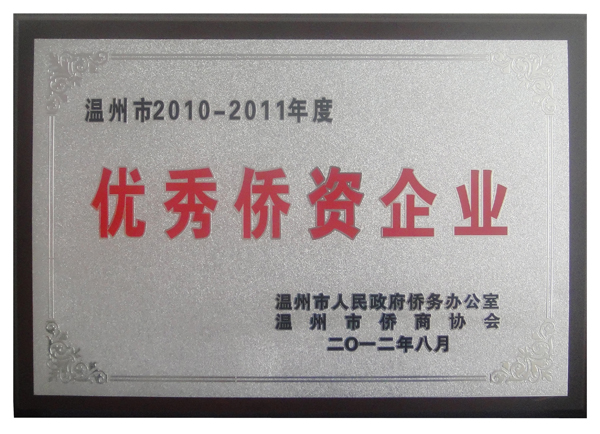 温州市2010-2011年度
优秀侨资企业
温州市人民政府侨务办公室
温州市侨商协会
二〇一二年八月